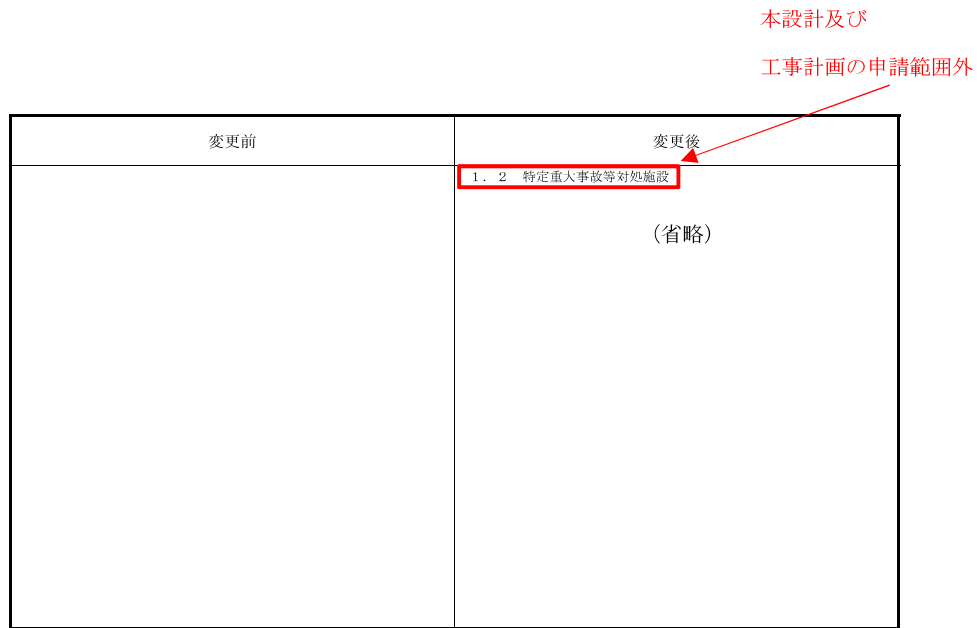 本設計及び
工事計画の申請範囲外
変更前
変更後
１．２　特定重大事故等対処施設
（省略）